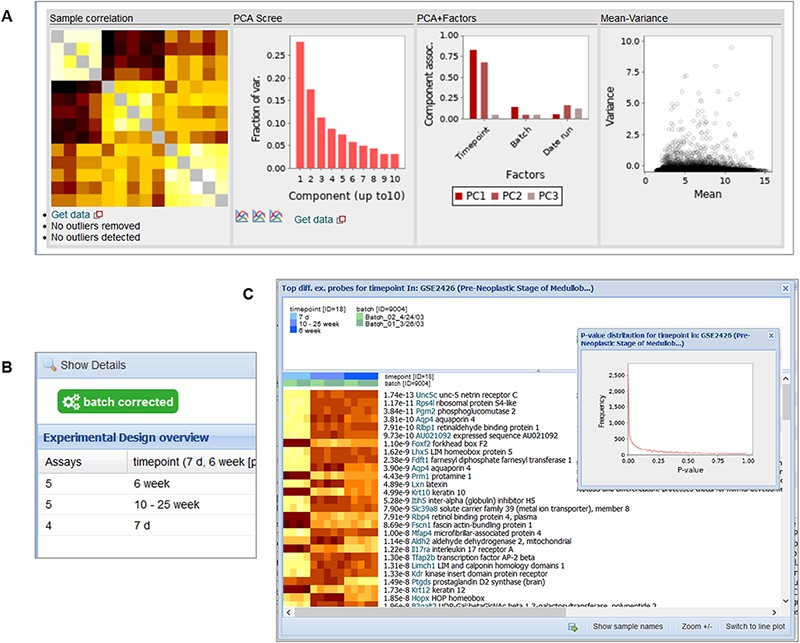 A
Sample correlation
Get data
No outliers removed
No outliers detected
PCA Scree
Fraction of var.
0.25
0.20
0.15
0.10
0.05
0.00
1 2 3 4 5 6 7 8 9 10
Component (up to10)
Get data
PCA+Factors
Component assoc.
1.00
0.75
0.50
0.25
0.00
Timepoint
Batch
Date run
Factors
PC1 PC2 PC3
Mean-Variance
Variance
10.0
7.5
5.0
2.5
0.0
0 5 10 15
Mean
B
Show Details
batch corrected
Experimental Design overview
Assays timepoint (7 d, 6 week [p
5 6 week
5 10 - 25 week
4 7 d
C
Top diff. ex. probes for timepoint In: GSE2426 (Pre-Neoplastic Stage of Medullob...)
timepoint [ID=18] batch [ID=9004]
7 d Batch_02_4/24/03
10 - 25 week Batch_01_3/26/03
6 week
timepoint [ID=18]
batch [ID=9004]
1.74e-13 Unc5c unc-5 netrin receptor C
1.17e-11 Rps4l ribosomal protein S4-like
3.84e-11 Pgm2 phosphoglucomutase 2
3.81e-10 Aqp4 aquaporin 4
7.91e-10 Rlbp1 retinaldehyde binding protein 1
9.73e-10 AU021092 expressed sequence AU021092
1.10e-9 Foxf2 forkhead box F2
1.62e-9 Lhx5 LIM homeobox protein 5
2.38e-9 Fdft1 farnesyl diphosphate farnesyl transferase 1
3.90e-9 Aqp4 aquaporin 4
4.43e-9 Prm1 protamine 1
4.89e-9 Lxn latexin
4.99e-9 Krt10 keratin 10
5.28e-9 Itih5 inter-alpha (globulin) inhibitor H5
7.90e-9 Slc39a8 solute carrier family 39 (metal ion transporter), member 8
7.91e-9 Rbp4 retinol binding protein 4, plasma
8.69e-9 Fscn1 fascin actin-bundling protein 1
1.00e-8 Mfap4 microfibrillar-associated protein 4
1.14e-8 Aldh2 aldehyde dehydrogenase 2, mitochondrial
1.22e-8 Il17ra interleukin 17 receptor A
1.30e-8 Tfap2b transcription factor AP-2 beta
1.31e-8 Limch1 LIM and calponin homology domains 1
1.33e-8 Kdr kinase insert domain protein receptor
1.49e-8 Ptgds prostaglandin D2 synthase (brain)
1.73e-8 Krt12 keratin 12
1.85e-8 Hopx HOP homeobox
P-value distribution for timepoint in: GSE2426 (Pre-
Neoplastic Stage of Medullob...)
Frequency
2,500
2,000
1,500
1,000
500
0
0.00 0.25 0.50 0.75 1.00
P-value
Show sample names Zoom +/- Switch to line plot